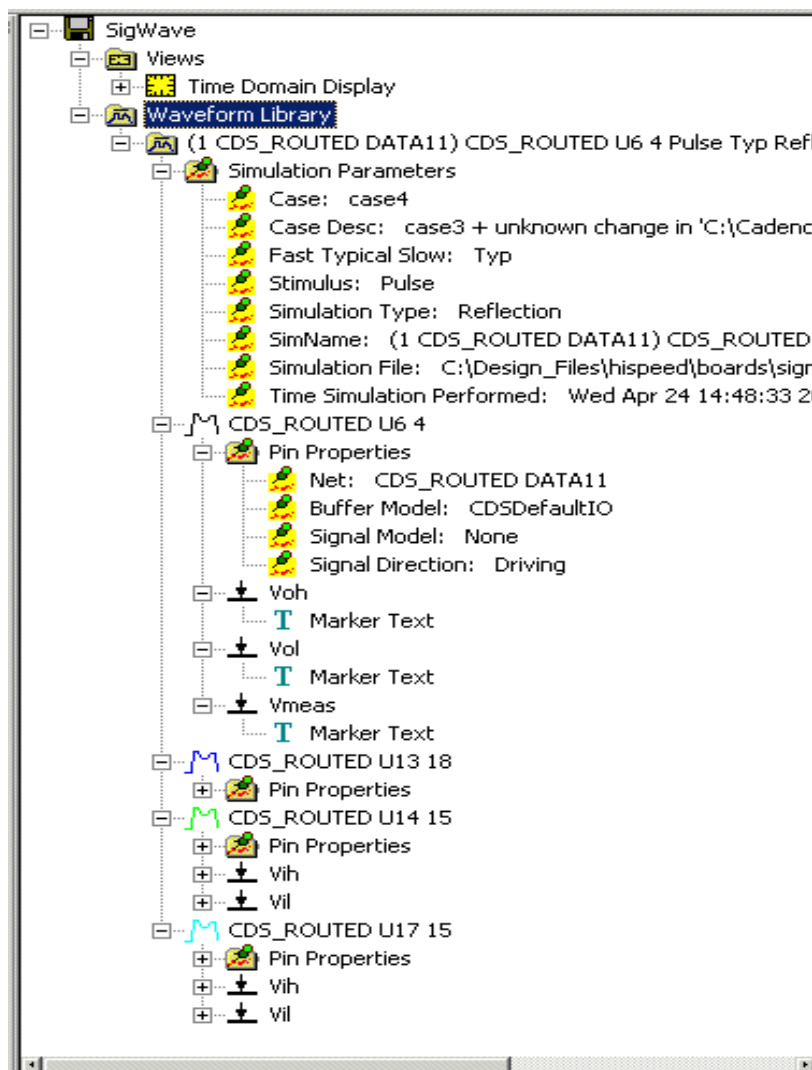 SigWave
Views
Time Domain Display
Waveform Library
(1 CDS_ROUTED DATA11) CDS_ROUTED U6 4 Pulse Typ Refl
Simulation Parameters
Case: case4
Case Desc: case3 + unknown change in 'C:\Cadenc
Fast Typical Slow: Typ
Stimulus: Pulse
Simulation Type: Reflection
SimName: (1 CDS_ROUTED DATA11) CDS_ROUTED
Simulation File: C:\Design_Files\hispeed\boards\sign
Time Simulation Performed: Wed Apr 24 14:48:33 2
CDS_ROUTED U6 4
Pin Properties
Net: CDS_ROUTED DATA11
Buffer Model: CDSDefaultIO
Signal Model: None
Signal Direction: Driving
Voh
T Marker Text
Vol
T Marker Text
Vmeas
T Marker Text
CDS_ROUTED U13 18
Pin Properties
CDS_ROUTED U14 15
Pin Properties
Vih
Vil
CDS_ROUTED U17 15
Pin Properties
Vih
Vil